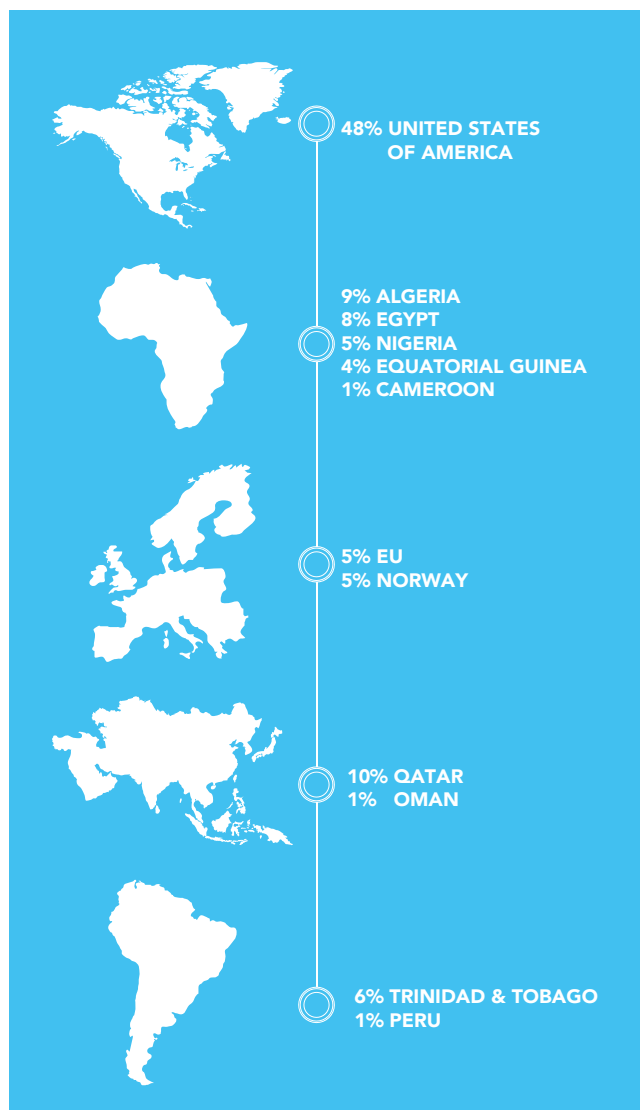 48% UNITED STATES
OF AMERICA
9% ALGERIA
8% EGYPT
5% NIGERIA
4% EQUATORIAL GUINEA
1% CAMEROON
5% EU
5% NORWAY
10% QATAR
1% OMAN
6% TRINIDAD & TOBAGO
1% PERU